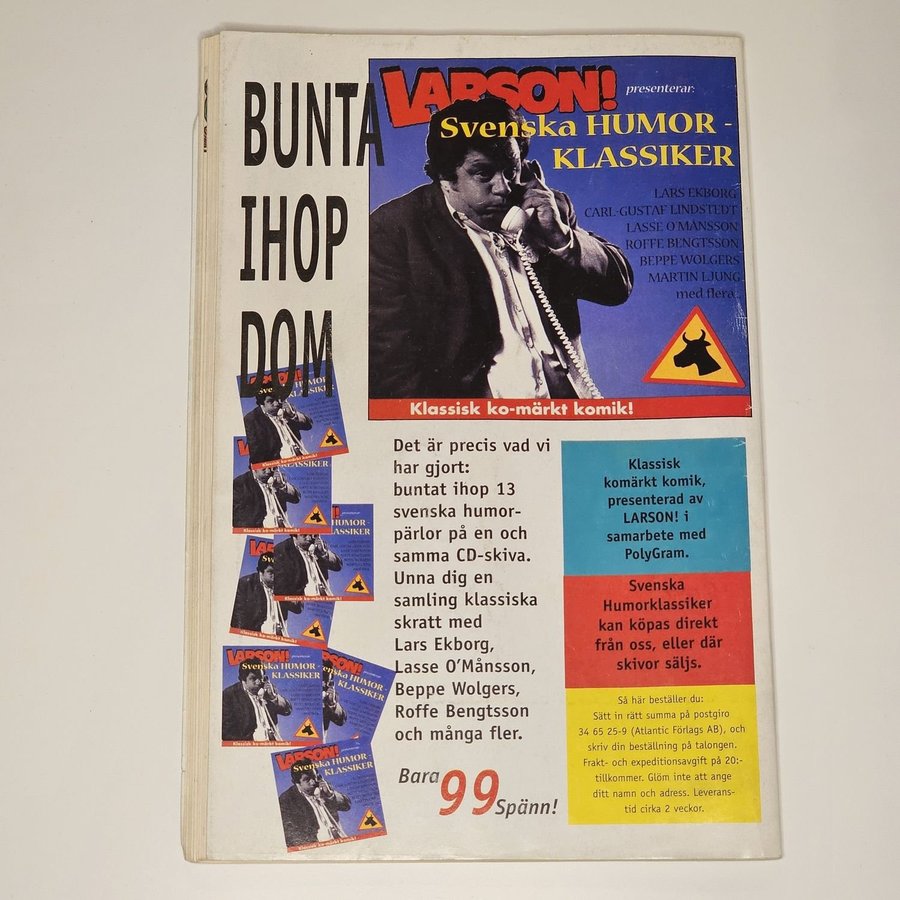 BUNTA
IHOP
DOM
LARSON! presenterar:
Svenska HUMOR-
KLASSIKER
LARS EKBORG
CARL-GUSTAF LINDSTEDT
LASSE O'MÅNSSON
ROFFE BENGTSSON
BEPPE WOLGERS
MARTIN LJUNG
med flera...
Klassisk ko-märkt komik!
Det är precis vad vi
har gjort:
buntat ihop 13
svenska humor-
pärlor på en och
samma CD-skiva.
Unna dig en
samling klassiska
skratt med
Lars Ekborg,
Lasse O'Månsson,
Beppe Wolgers,
Roffe Bengtsson
och många fler.
Bara 99 Spänn!
Klassisk
komärkt komik,
presenterad av
LARSON! i
samarbete med
PolyGram.
Svenska
Humorklassiker
kan köpas direkt
från oss, eller där
skivor säljs.
Så här beställer du:
Sätt in rätt summa på postgiro
34 65 25-9 (Atlantic Förlags AB), och
skriv din beställning på talongen.
Frakt- och expeditionsavgift på 20:-
tillkommer. Glöm inte att ange
ditt namn och adress. Leverans-
tid cirka 2 veckor.